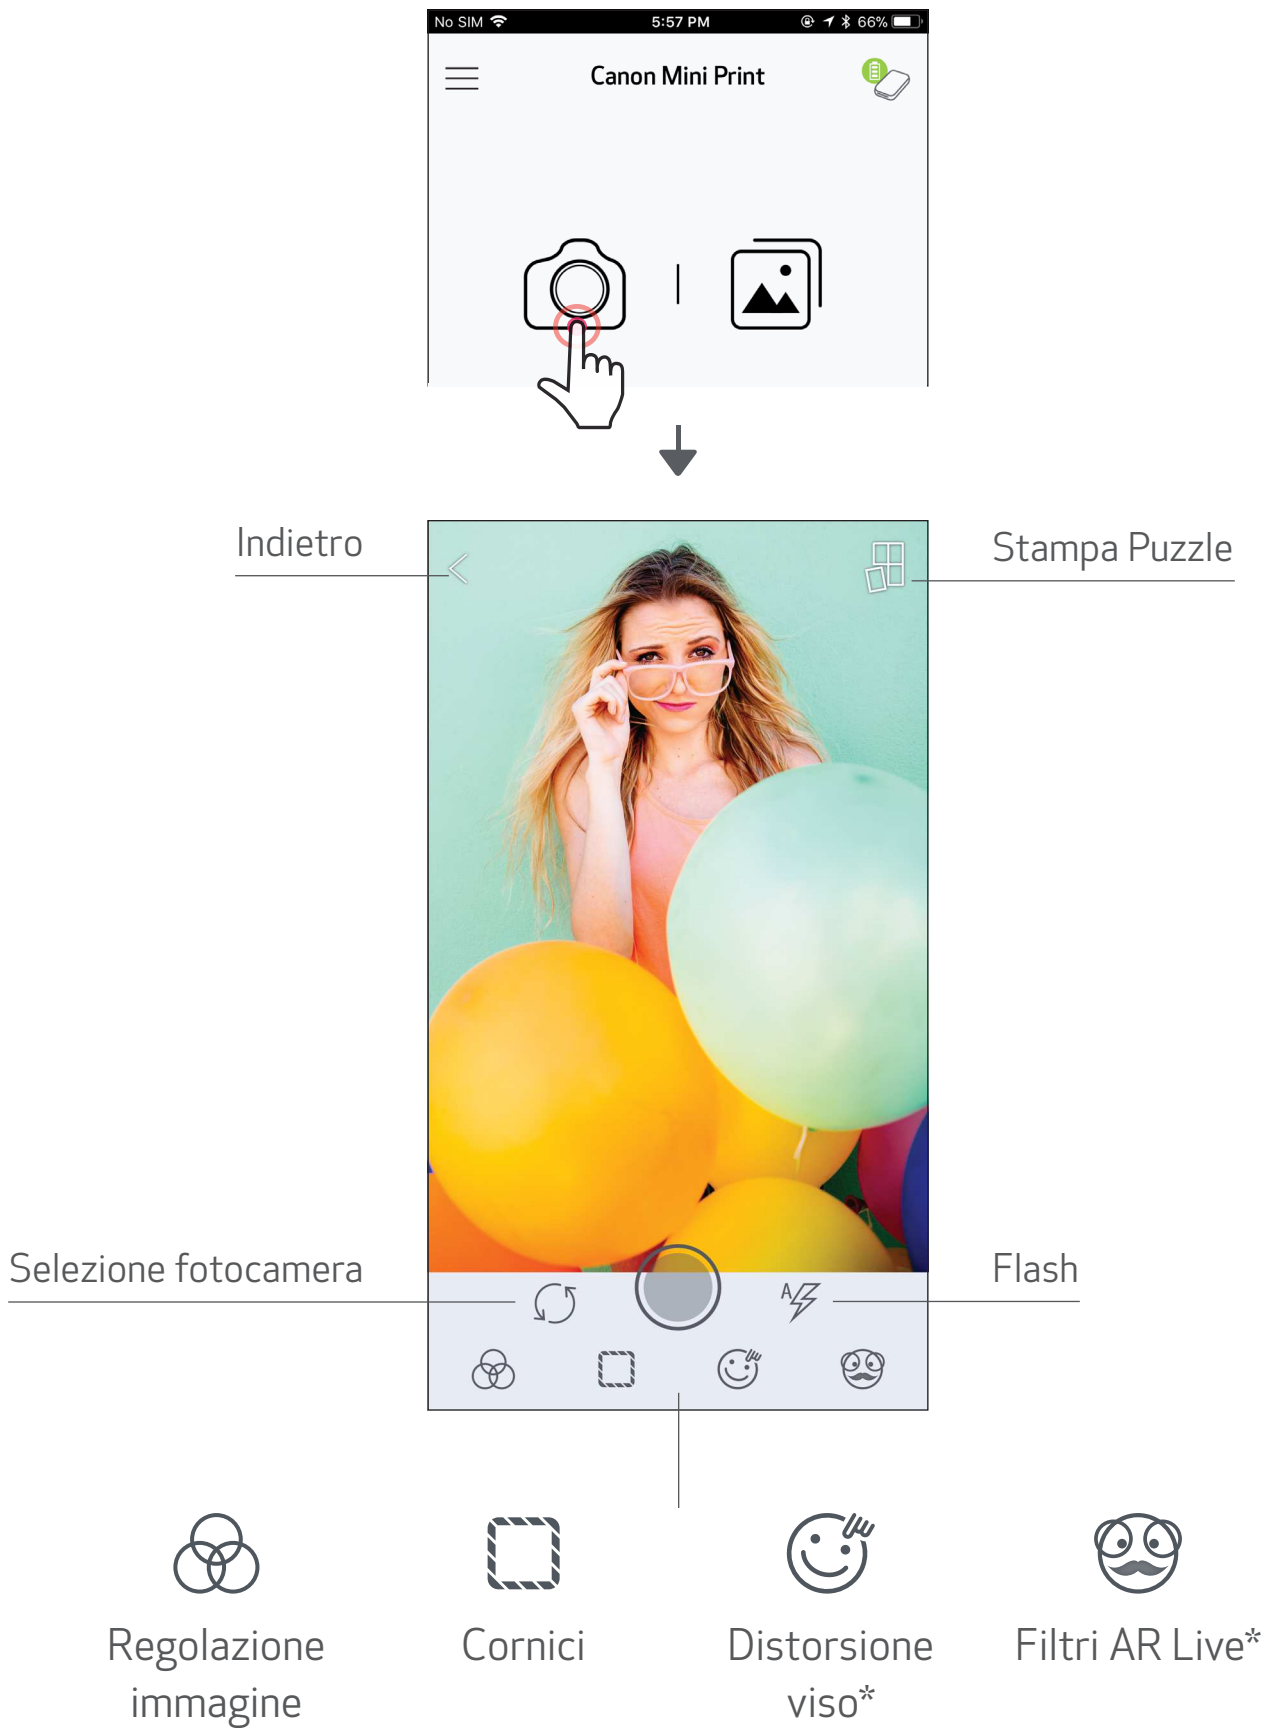 No SIM 5:57 PM 66%
Canon Mini Print
Indietro
Stampa Puzzle
Selezione fotocamera
Flash
A
Regolazione
immagine
Cornici
Distorsione
viso*
Filtri AR Live*